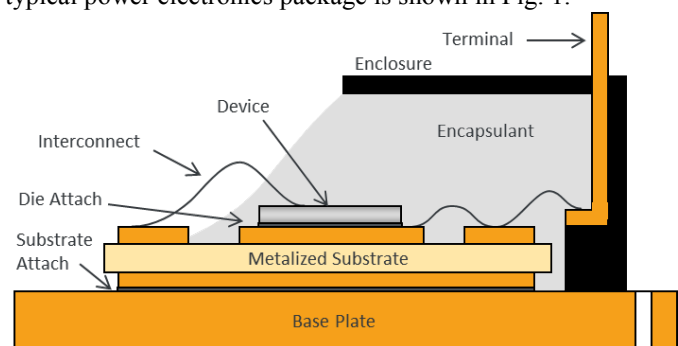 typical power electronics package is shown in Fig. 1.
Terminal
Enclosure
Device
Encapsulant
Interconnect
Die Attach
Substrate
Attach
Metalized Substrate
Base Plate